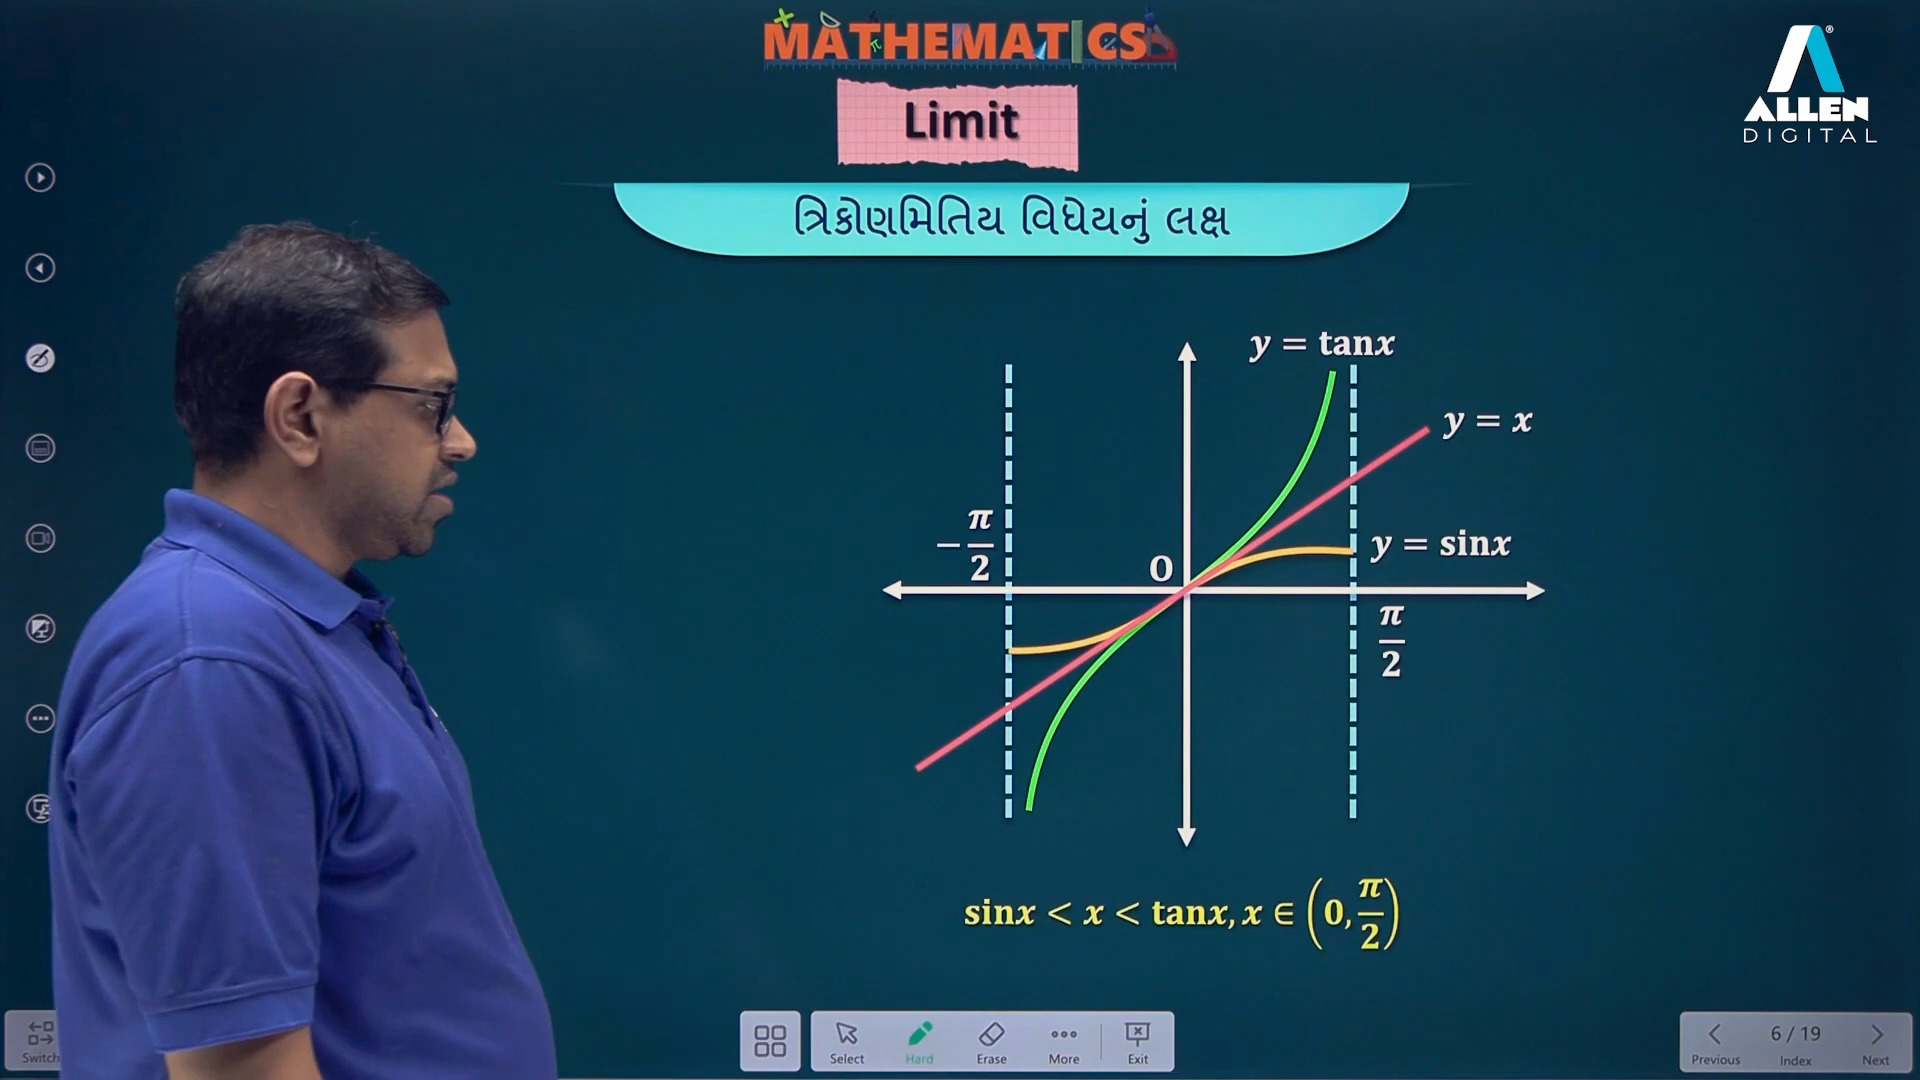 MATHEMATICS
Limit
ALLEN
DIGITAL
ત્રિકોણમિતિય વિધેયનું લક્ષ
y = tanx
y = x
y = sinx
-π/2
0
π/2
sinx < x < tanx, x ∈ (0, π/2)
Switch
Select
Hard
Erase
More
Exit
Previous
6 / 19
Index
Next